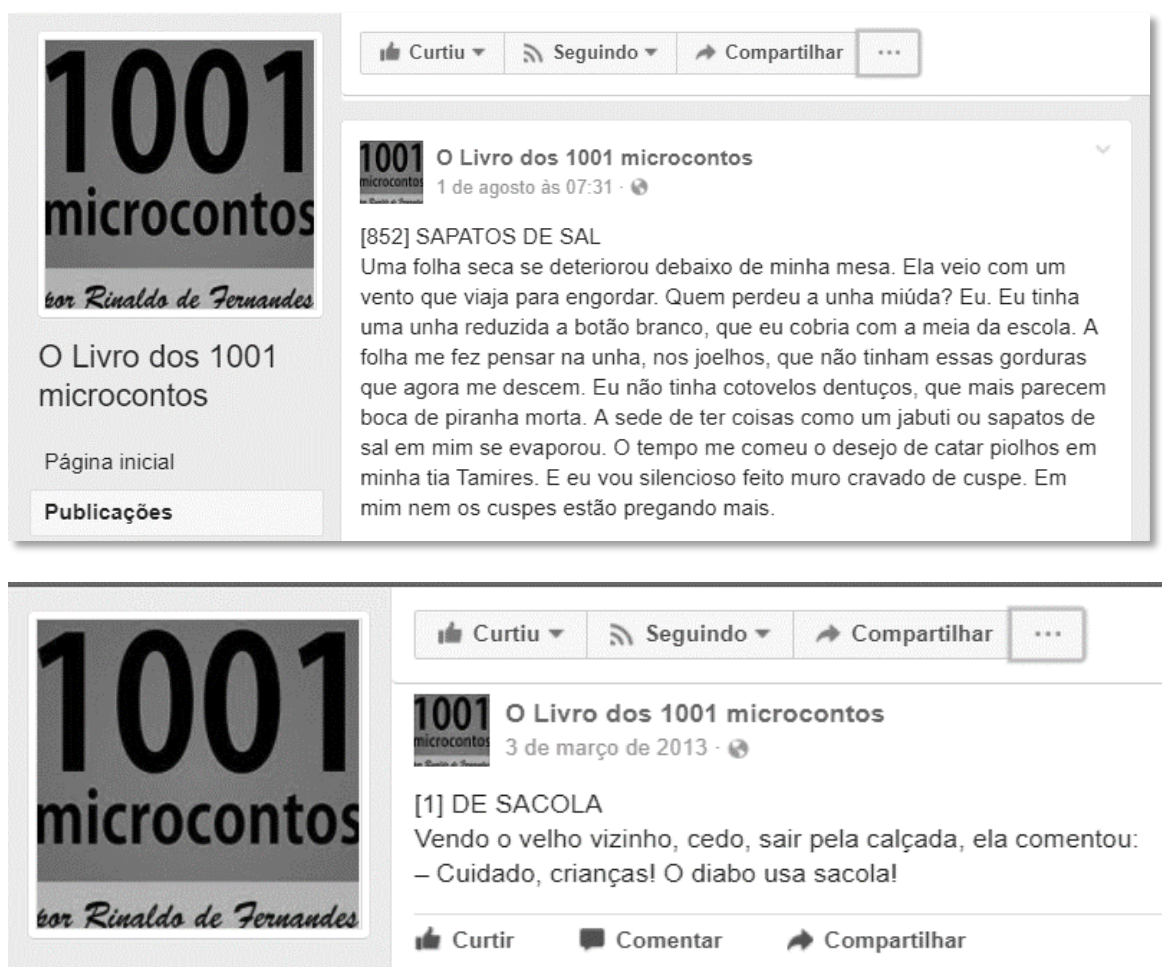 1001
microcontos
por Rinaldo de Fernandes
O Livro dos 1001
microcontos
Página inicial
Publicações
Curtiu
Seguindo
Compartilhar
...
1001
microcontos
O Livro dos 1001 microcontos
1 de agosto às 07:31 ·
[852] SAPATOS DE SAL
Uma folha seca se deteriorou debaixo de minha mesa. Ela veio com um
vento que viaja para engordar. Quem perdeu a unha miúda? Eu. Eu tinha
uma unha reduzida a botão branco, que eu cobria com a meia da escola. A
folha me fez pensar na unha, nos joelhos, que não tinham essas gorduras
que agora me descem. Eu não tinha cotovelos dentuços, que mais parecem
boca de piranha morta. A sede de ter coisas como um jabuti ou sapatos de
sal em mim se evaporou. O tempo me comeu o desejo de catar piolhos em
minha tia Tamires. E eu vou silencioso feito muro cravado de cuspe. Em
mim nem os cuspes estão pregando mais.
1001
microcontos
por Rinaldo de Fernandes
Curtiu
Seguindo
Compartilhar
...
1001
microcontos
O Livro dos 1001 microcontos
3 de março de 2013 ·
[1] DE SACOLA
Vendo o velho vizinho, cedo, sair pela calçada, ela comentou:
– Cuidado, crianças! O diabo usa sacola!
Curtir
Comentar
Compartilhar